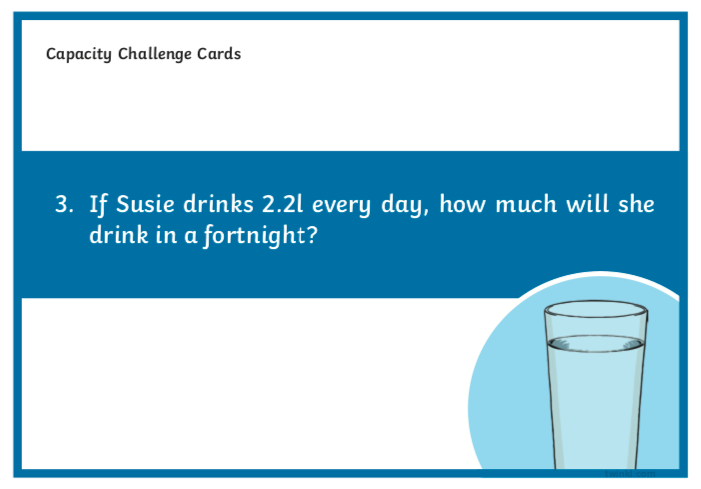 Capacity Challenge Cards
3. If Susie drinks 2.2l every day, how much will she
drink in a fortnight?